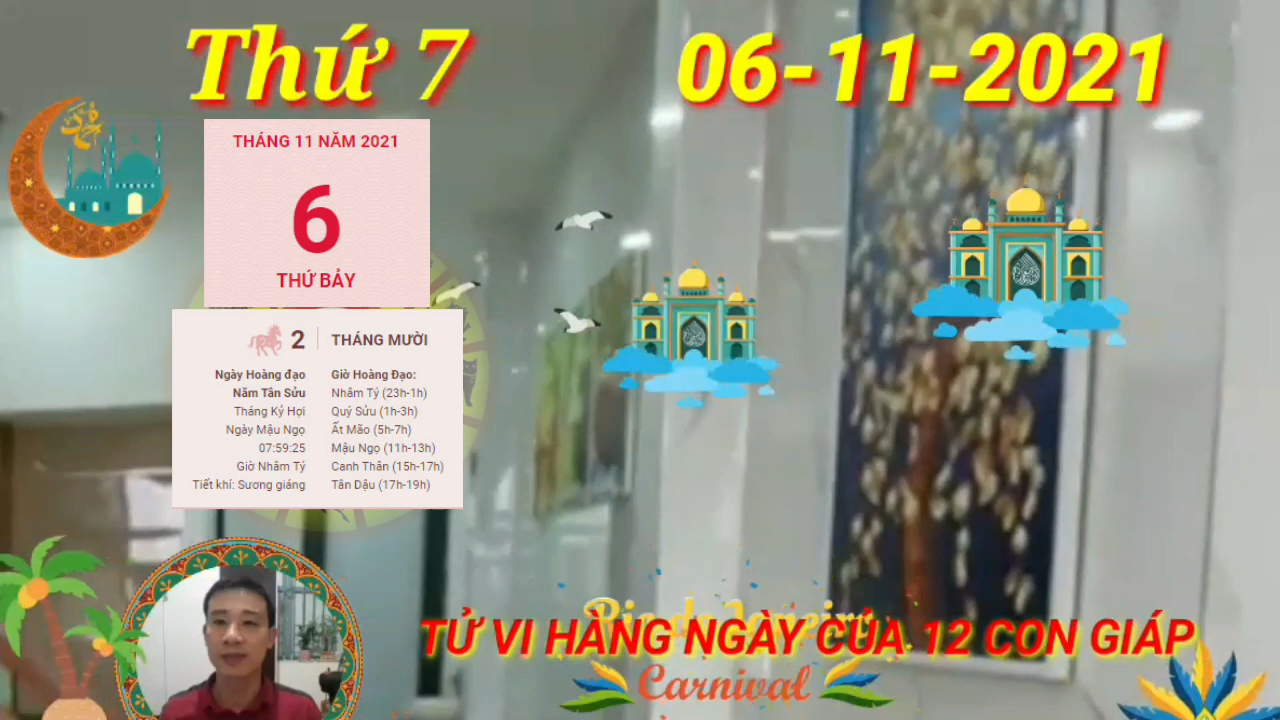 Thứ 7
06-11-2021
THÁNG 11 NĂM 2021
6
THỨ BẢY
2
THÁNG MƯỜI
Ngày Hoàng đạo
Năm Tân Sửu
Tháng Kỷ Hợi
Ngày Mậu Ngọ
07:59:25
Giờ Nhâm Tý
Tiết khí: Sương giáng
Giờ Hoàng Đạo:
Nhâm Tý (23h-1h)
Quý Sửu (1h-3h)
Ất Mão (5h-7h)
Mậu Ngọ (11h-13h)
Canh Thân (15h-17h)
Tân Dậu (17h-19h)
Rio de Janeiro
TỬ VI HÀNG NGÀY CỦA 12 CON GIÁP
Carnival